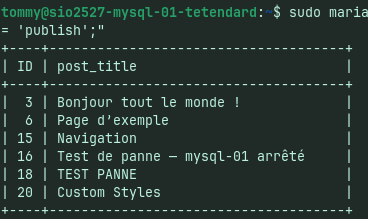 tommy@sio2527-mysql-01-tetendard:~$ sudo maria
= 'publish';"
+----+----------------------------------+
| ID | post_title                       |
+----+----------------------------------+
|  3 | Bonjour tout le monde !          |
|  6 | Page d’exemple                   |
| 15 | Navigation                       |
| 16 | Test de panne — mysql-01 arrêté  |
| 18 | TEST PANNE                       |
| 20 | Custom Styles                    |
+----+----------------------------------+